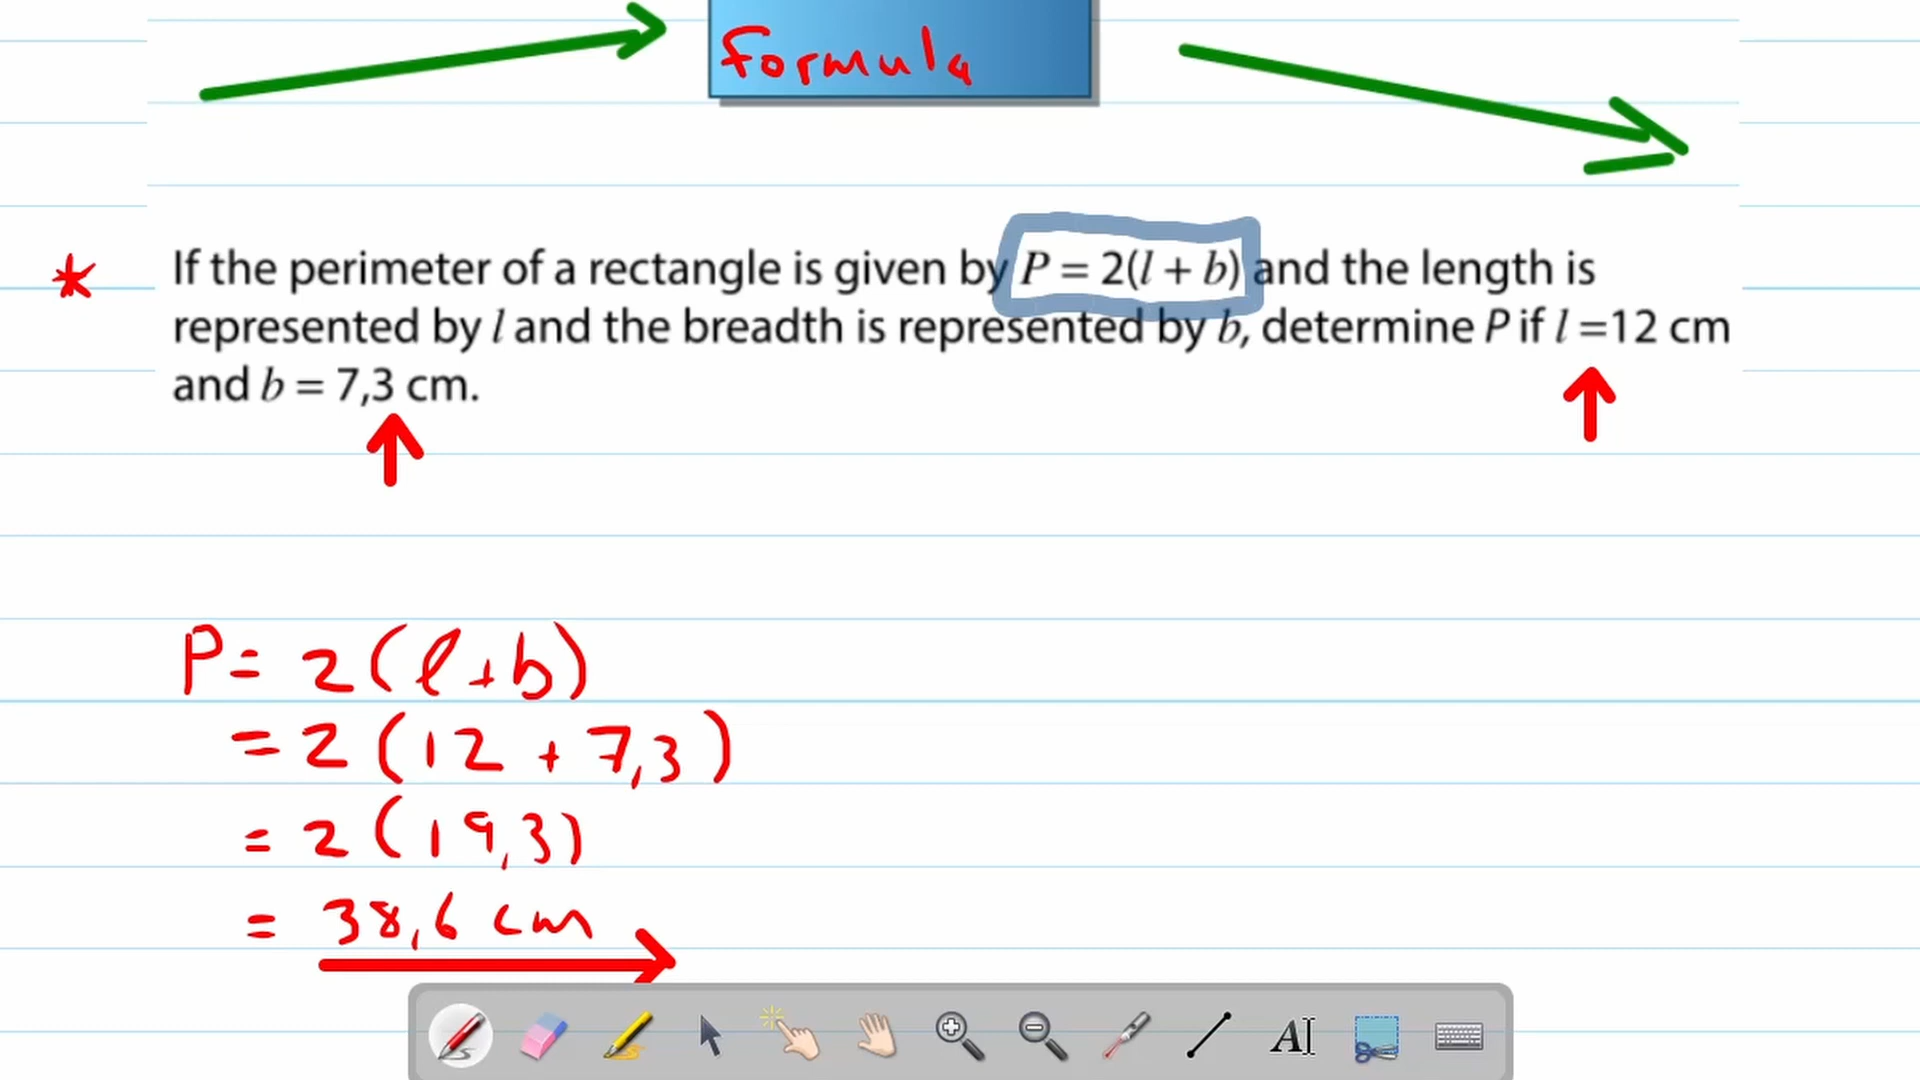 Formula
* If the perimeter of a rectangle is given by P = 2(l + b) and the length is
represented by l and the breadth is represented by b, determine P if l =12 cm
and b = 7,3 cm.
P = 2(l+b)
= 2(12 + 7,3)
= 2(19,3)
= 38,6 cm
AI